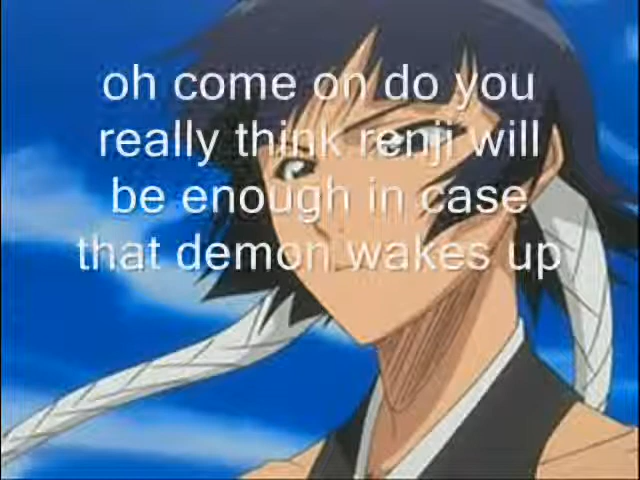 oh come on do you
really think renji will
be enough in case
that demon wakes up